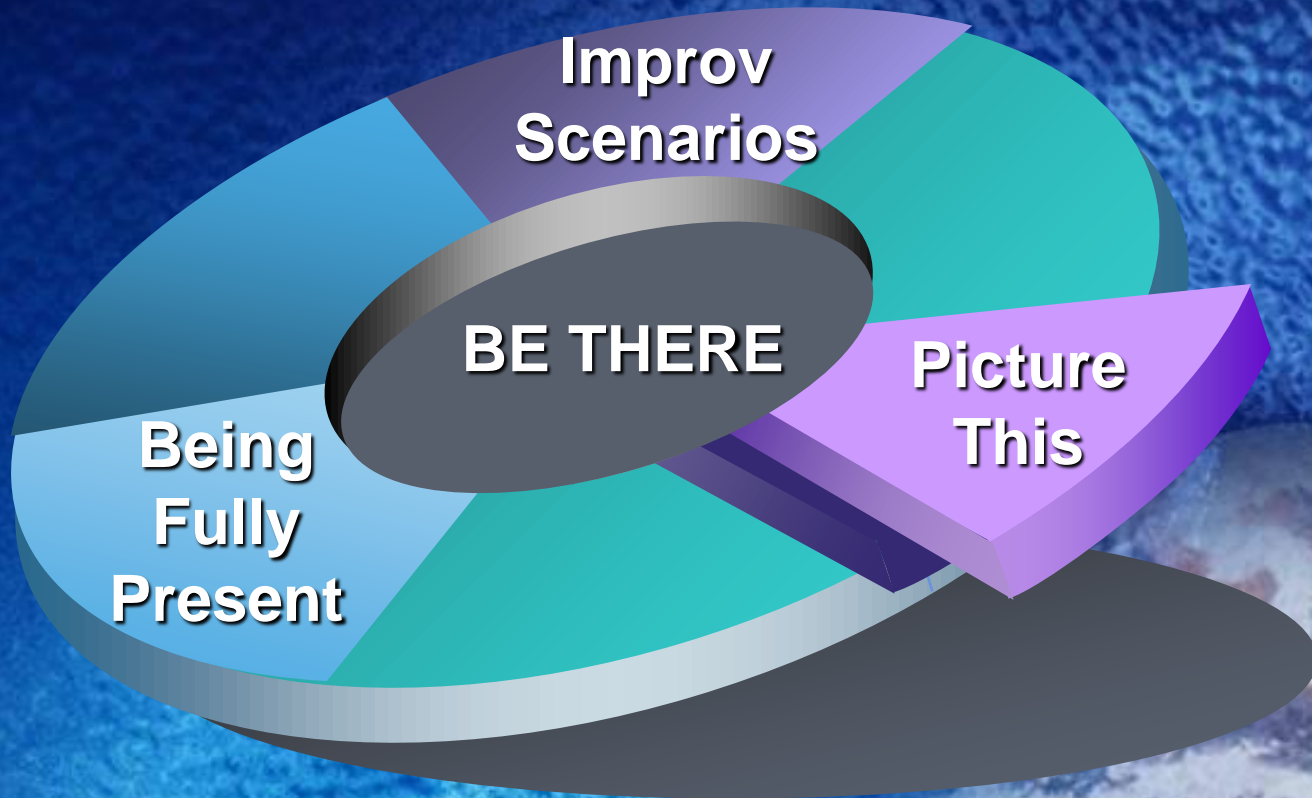 Improv
Scenarios
BE THERE
Picture
This
Being
Fully
Present